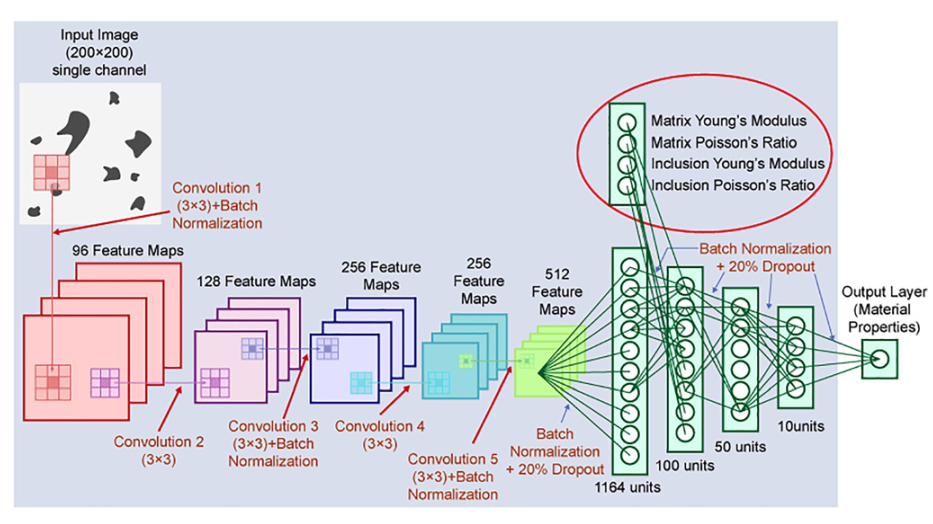 Input Image
(200×200)
single channel
Convolution 1
(3×3)+Batch
Normalization
96 Feature Maps
128 Feature Maps
256 Feature
Maps
256
Feature
Maps
512
Feature
Maps
Convolution 2
(3×3)
Convolution 3
(3×3)+Batch
Normalization
Convolution 4
(3×3)
Convolution 5
(3×3)+Batch
Normalization
Batch
Normalization
+ 20% Dropout
Matrix Young's Modulus
Matrix Poisson's Ratio
Inclusion Young's Modulus
Inclusion Poisson's Ratio
Batch Normalization
+ 20% Dropout
1164 units
100 units
50 units
10units
Output Layer
(Material
Properties)